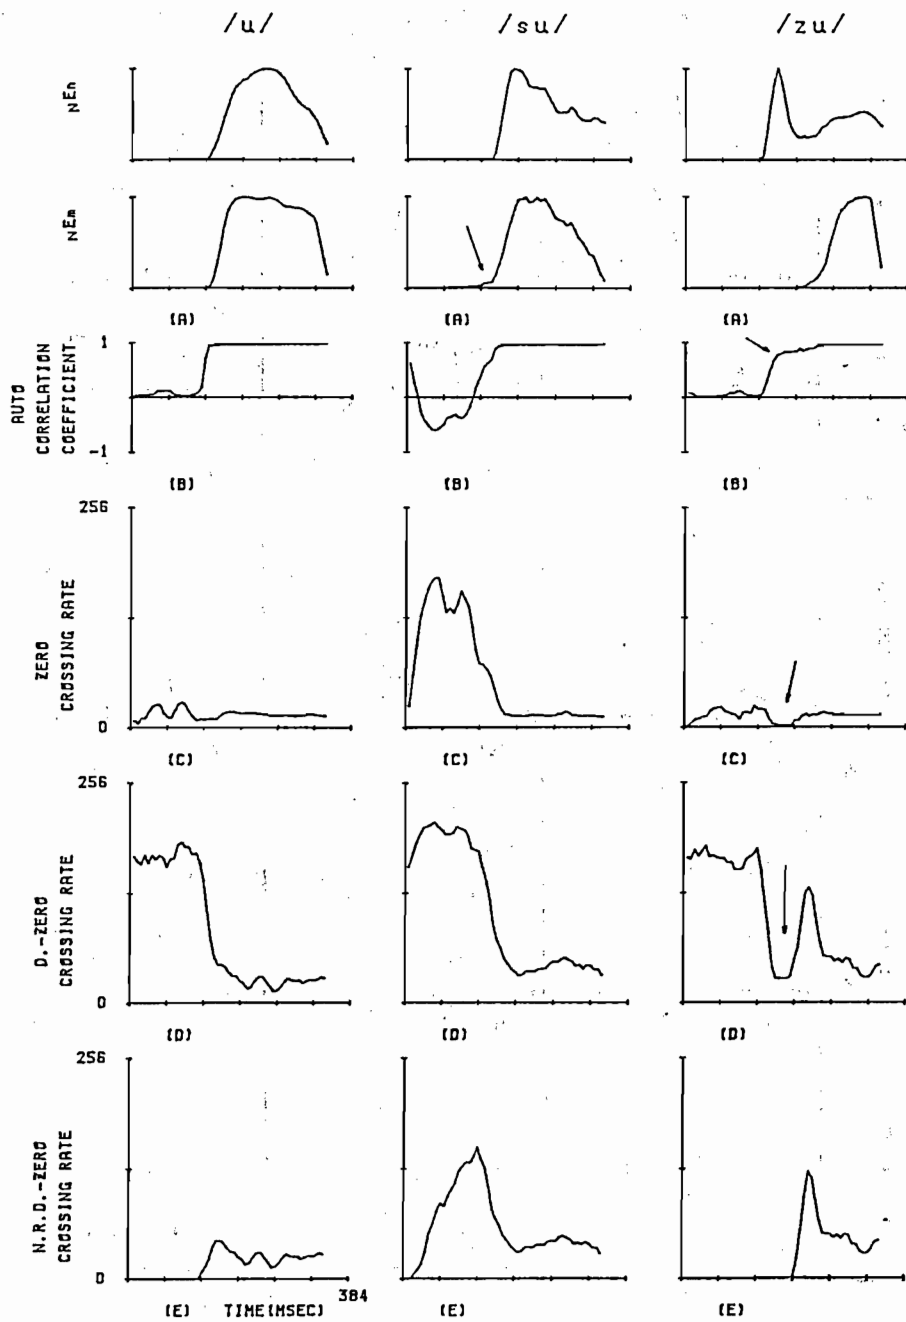 /u/ /su/ /zu/
NEn
NEm
(A) (A) (A)
AUTO
CORRELATION
COEFFICIENT
1
-1
(B) (B) (B)
256
ZERO
CROSSING RATE
0
(C) (C) (C)
256
D.-ZERO
CROSSING RATE
0
(D) (D) (D)
256
N.R.D.-ZERO
CROSSING RATE
0
384
(E) TIME(MSEC) (E) (E)